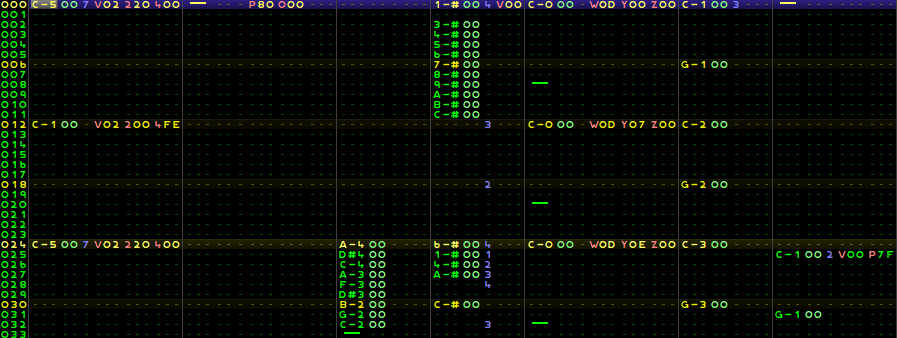 000 C-5 00 7 V02 220 400 — P80 000 1-# 00 4 V00 C-0 00 W0D Y00 Z00 C-1 00 3 —
001
002 3-# 00
003 4-# 00
004 5-# 00
005 6-# 00
006 7-# 00 G-1 00
007 8-# 00
008 9-# 00 —
009 A-# 00
010 B-# 00
011 C-# 00
012 C-1 00 V02 200 4FE 3 C-0 00 W0D Y07 Z00 C-2 00
013
014
015
016
017
018 2 G-2 00
019
020 —
021
022
023
024 C-5 00 7 V02 220 400 A-4 00 6-# 00 4 C-0 00 W0D Y0E Z00 C-3 00
025 D#4 00 1-# 00 1 C-1 00 2 V00 P7F
026 C-4 00 4-# 00 2
027 A-3 00 A-# 00 3
028 F-3 00 4
029 D#3 00
030 B-2 00 C-# 00 G-3 00
031 G-2 00 G-1 00
032 C-2 00 3 —
033 —